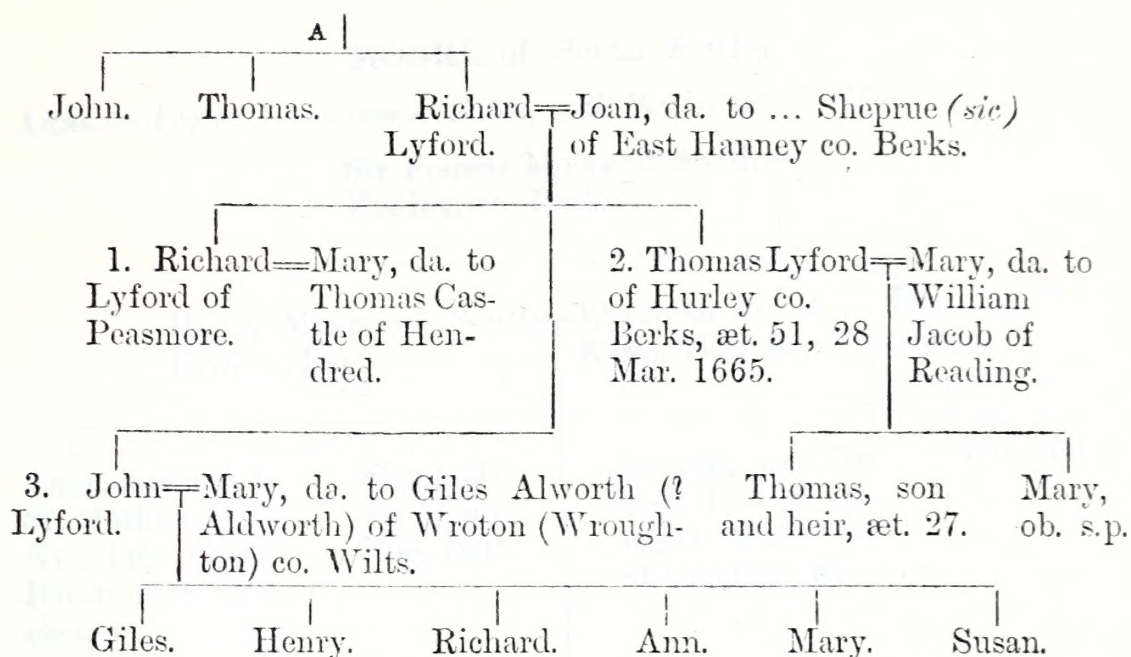 A
John. Thomas. Richard Joan, da. to ... Sheprue (sic)
Lyford. of East Hanney co. Berks.
1. Richard Mary, da. to 2. Thomas Lyford Mary, da. to
Lyford of Thomas Cas- of Hurley co. William
Peasmore. tle of Hen- Berks, æt. 51, 28 Jacob of
dred. Mar. 1665. Reading.
3. John Mary, da. to Giles Alworth (? Thomas, son Mary,
Lyford. Aldworth) of Wroton (Wrough- and heir, æt. 27. ob. s.p.
ton) co. Wilts.
Giles. Henry. Richard. Ann. Mary. Susan.